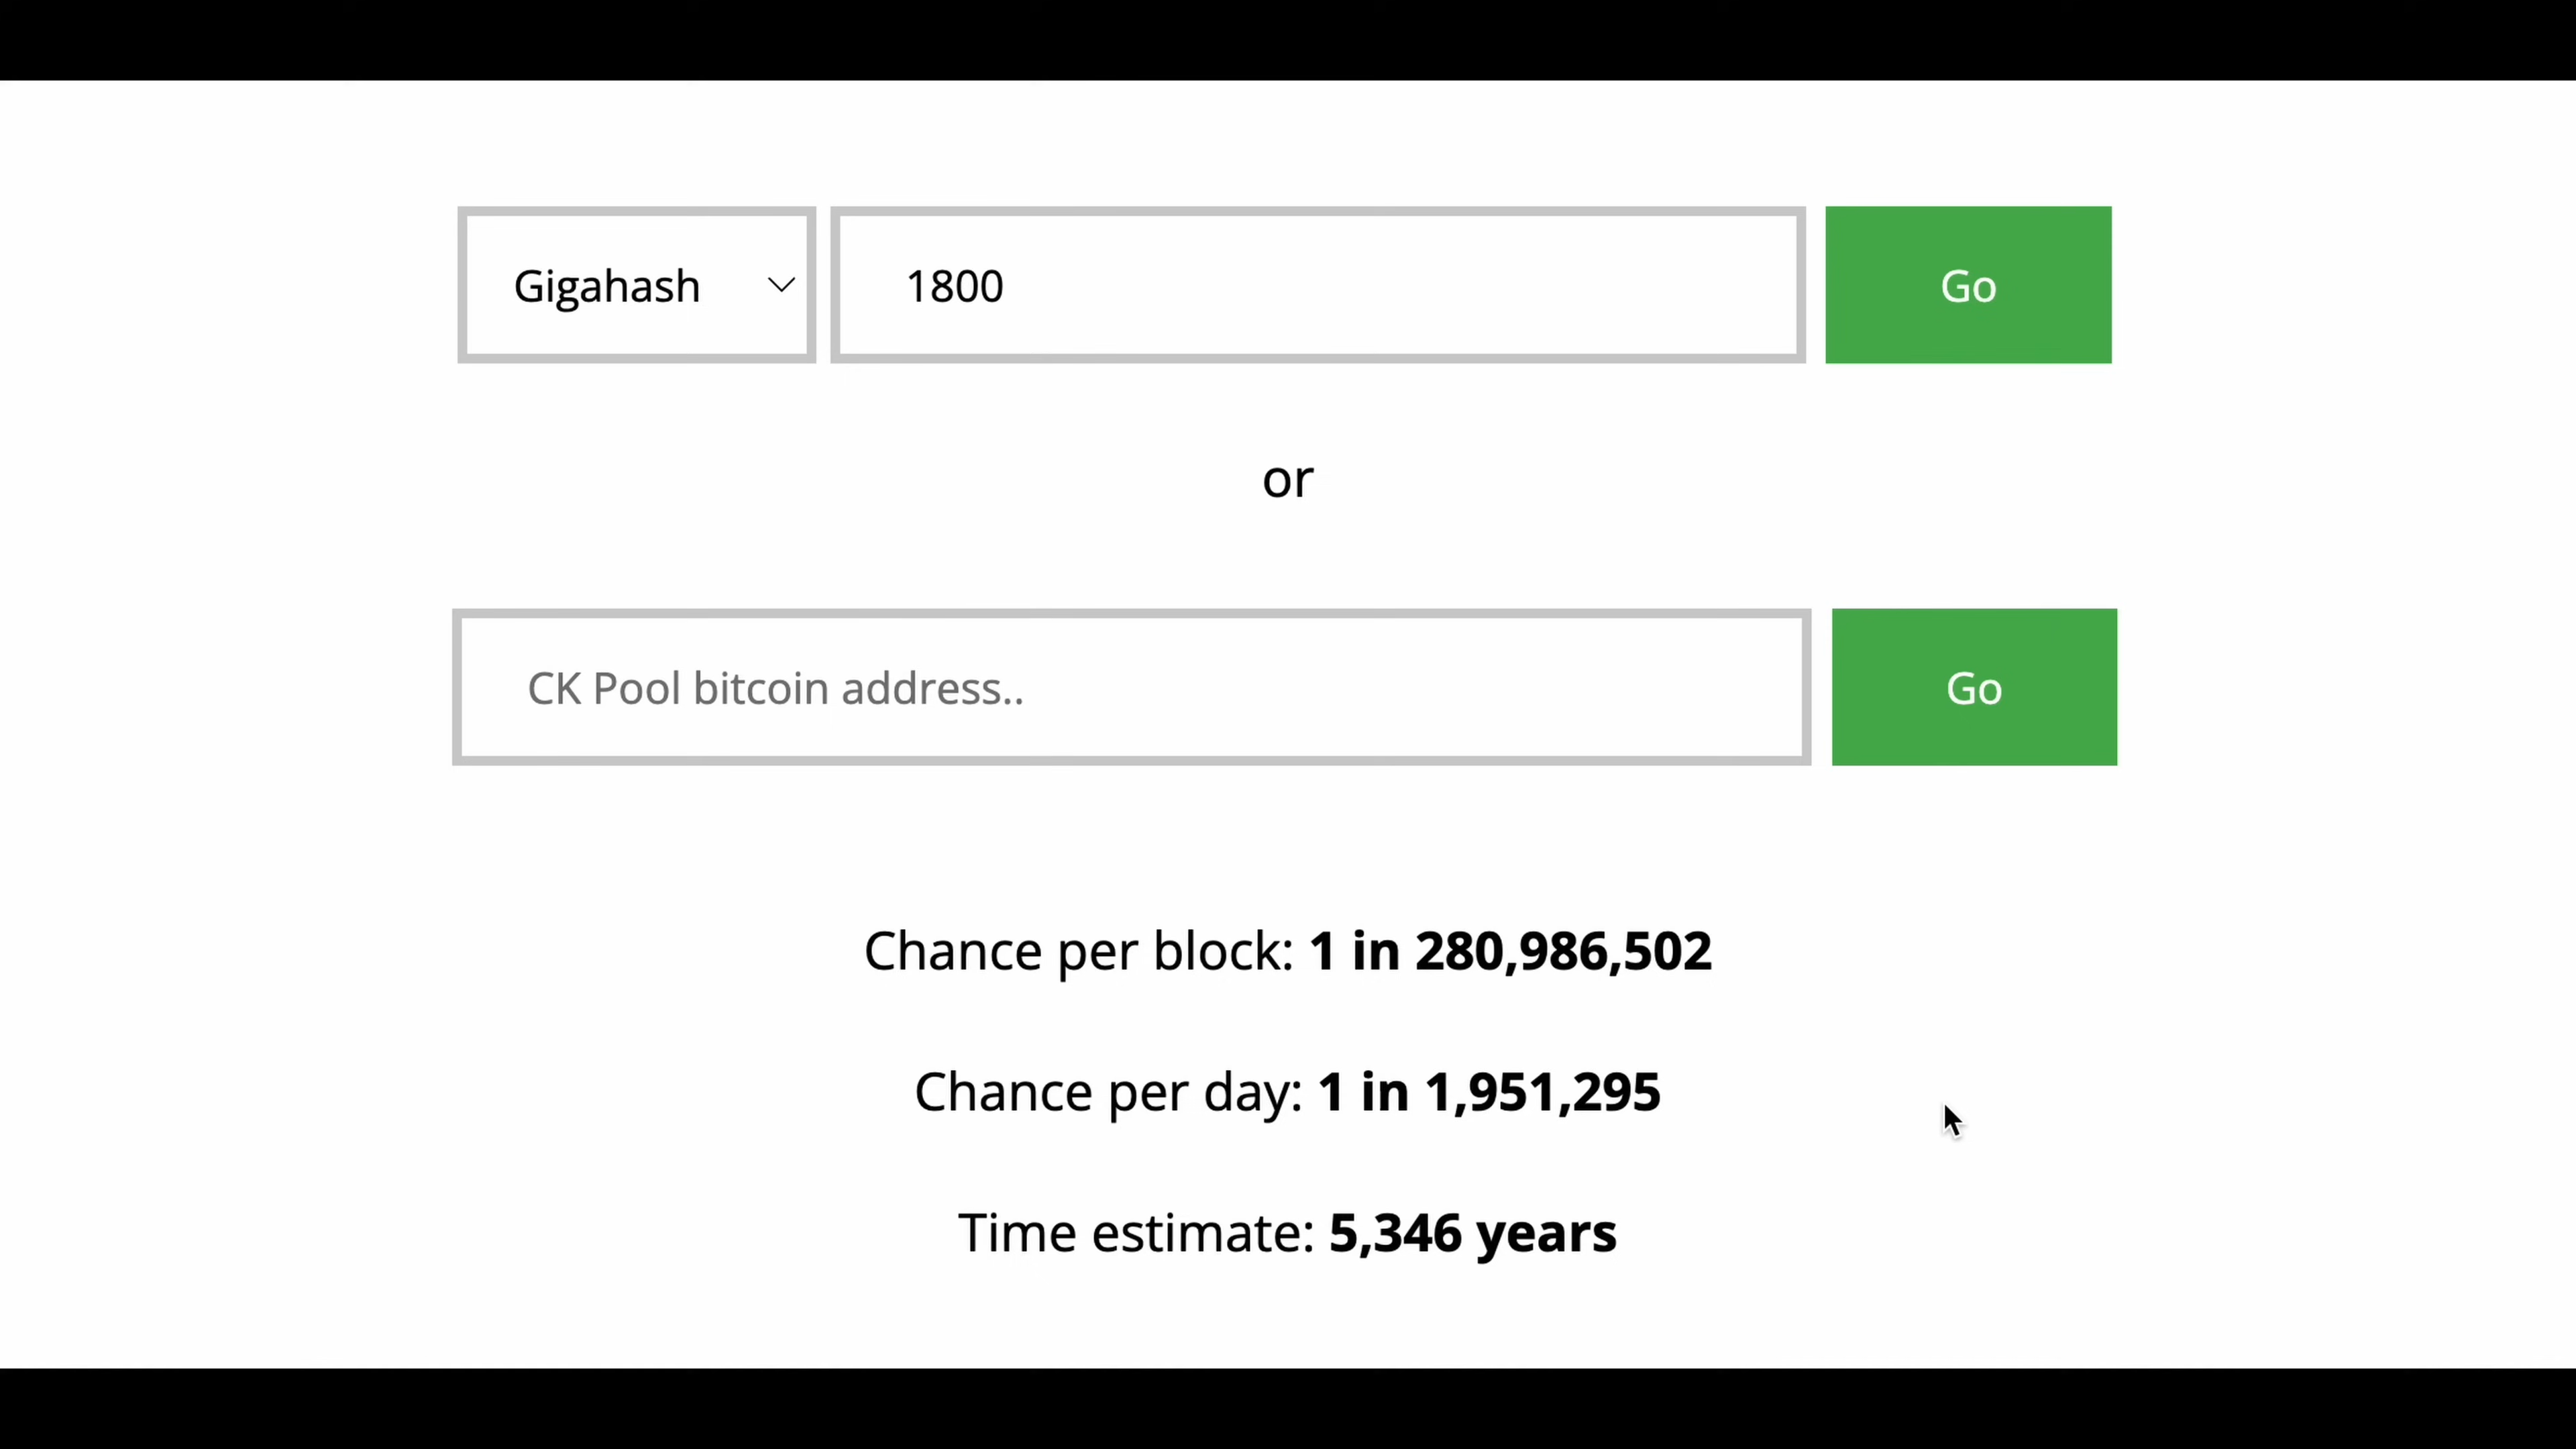 Gigahash 1800 Go
or
CK Pool bitcoin address.. Go
Chance per block: 1 in 280,986,502
Chance per day: 1 in 1,951,295
Time estimate: 5,346 years